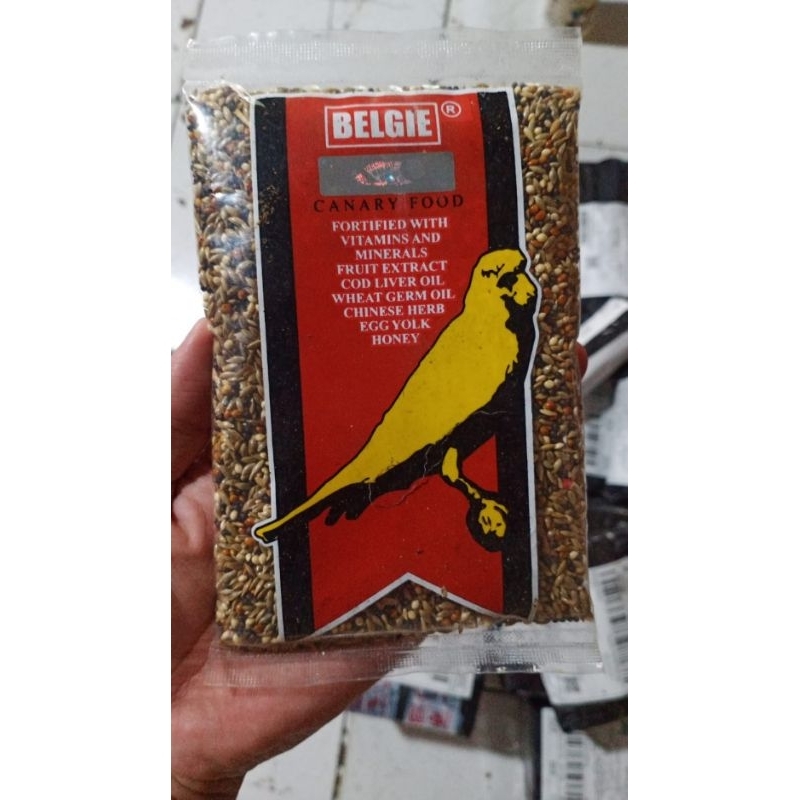 BELGIE ®
CANARY FOOD
FORTIFIED WITH
VITAMINS AND
MINERALS
FRUIT EXTRACT
COD LIVER OIL
WHEAT GERM OIL
CHINESE HERB
EGG YOLK
HONEY